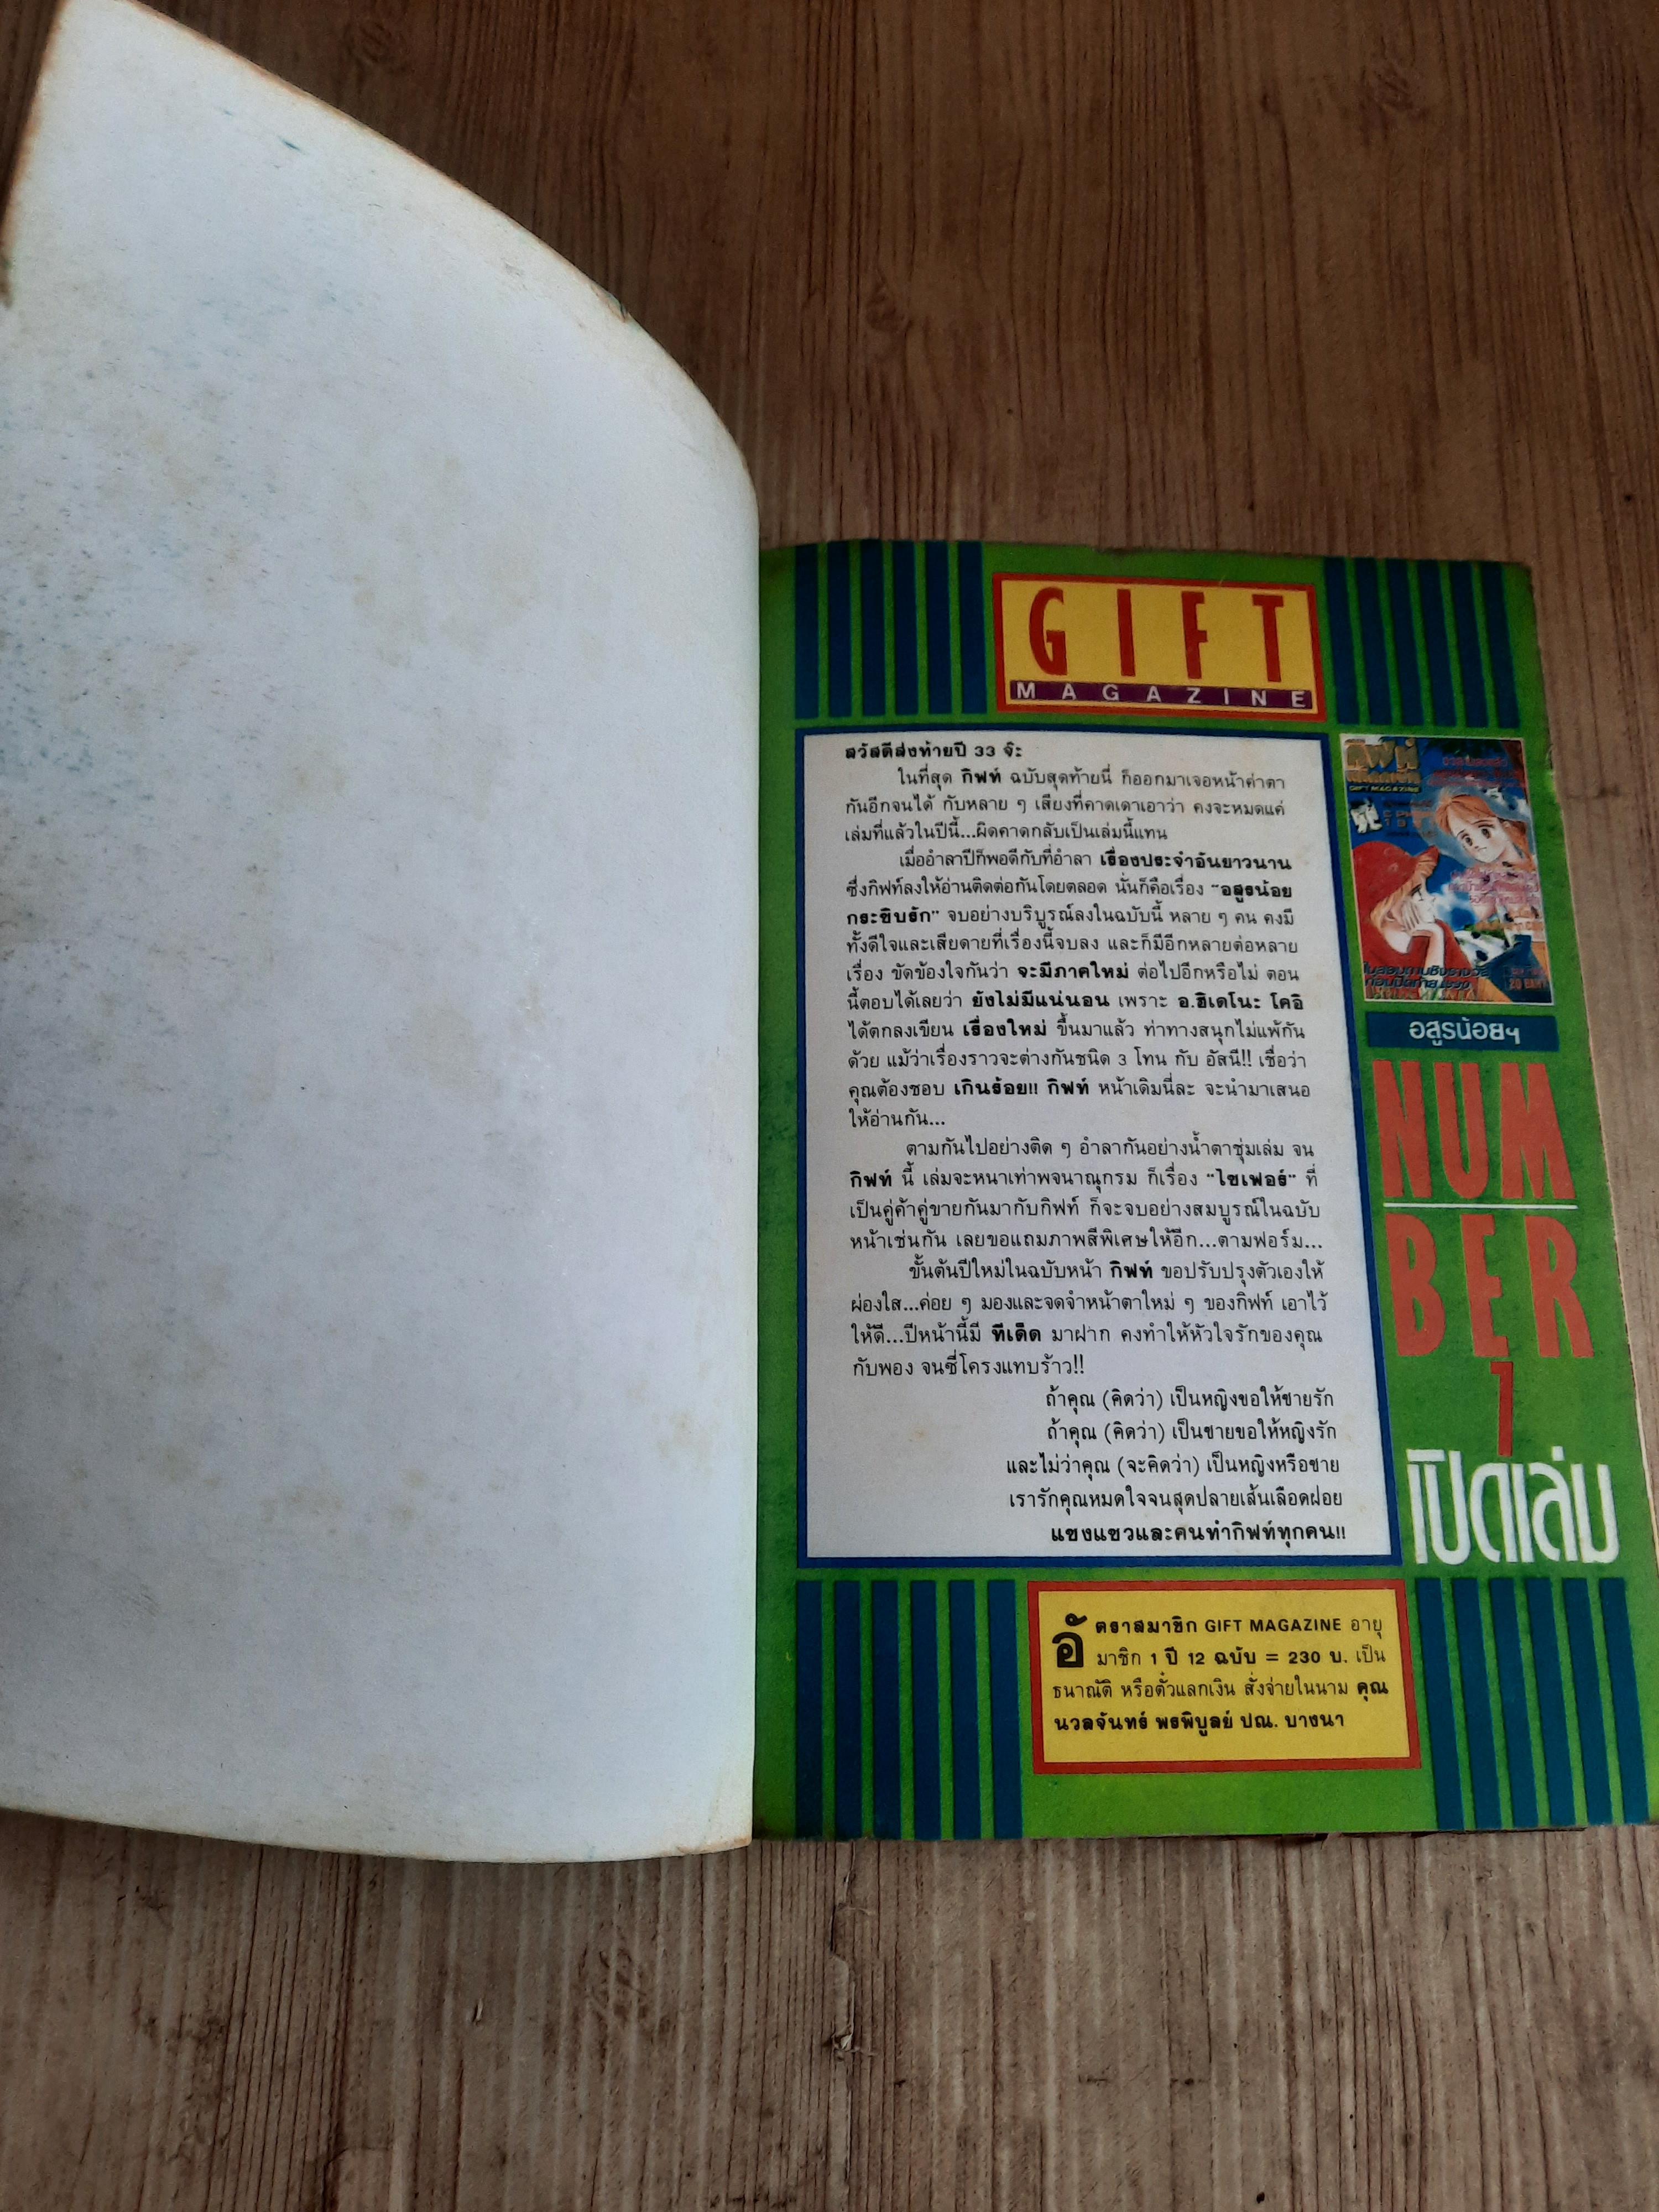 GIFT
MAGAZINE
สวัสดีส่งท้ายปี 33 จ้ะ
ในที่สุด กิฟท์ ฉบับสุดท้ายนี่ ก็ออกมาเจอหน้าค่าตา
กันอีกจนได้ กับหลาย ๆ เสียงที่คาดเดาเอาว่า คงจะหมดแค่
เล่มที่แล้วในปีนี้...ผิดคาดกลับเป็นเล่มนี้แทน
เมื่ออำลาปีก็พอดีกับที่อำลา เรื่องประจำอันยาวนาน
ซึ่งกิฟท์ลงให้อ่านติดต่อกันโดยตลอด นั่นก็คือเรื่อง "อสูรน้อย
กระซิบรัก" จบอย่างบริบูรณ์ลงในฉบับนี้ หลาย ๆ คน คงมี
ทั้งดีใจและเสียดายที่เรื่องนี้จบลง และก็มีอีกหลายต่อหลาย
เรื่อง ขัดข้องใจกันว่า จะมีภาคใหม่ ต่อไปอีกหรือไม่ ตอน
นี้ตอบได้เลยว่า ยังไม่มีแน่นอน เพราะ อ.ฮิเดโนะ โคอิ
ได้ตกลงเขียน เรื่องใหม่ ขึ้นมาแล้ว ท่าทางสนุกไม่แพ้กัน
ด้วย แม้ว่าเรื่องราวจะต่างกันชนิด 3 โทน กับ อัสนี!! เชื่อว่า
คุณต้องชอบ เกินร้อย!! กิฟท์ หน้าเดิมนี่ละ จะนำมาเสนอ
ให้อ่านกัน...
ตามกันไปอย่างติด ๆ อำลากันอย่างน้ำตาชุ่มเล่ม จน
กิฟท์ นี้ เล่มจะหนาเท่าพจนาณุกรม ก็เรื่อง "ไซเฟอร์" ที่
เป็นคู่ค้าคู่ขายกันมากับกิฟท์ ก็จะจบอย่างสมบูรณ์ในฉบับ
หน้าเช่นกัน เลยขอแถมภาพสีพิเศษให้อีก...ตามฟอร์ม...
ขั้นต้นปีใหม่ในฉบับหน้า กิฟท์ ขอปรับปรุงตัวเองให้
ผ่องใส...ค่อย ๆ มองและจดจำหน้าตาใหม่ ๆ ของกิฟท์ เอาไว้
ให้ดี...ปีหน้านี้มี ทีเด็ด มาฝาก คงทำให้หัวใจรักของคุณ
กับพอง จนซี่โครงแทบร้าว!!
ถ้าคุณ (คิดว่า) เป็นหญิงขอให้ชายรัก
ถ้าคุณ (คิดว่า) เป็นชายขอให้หญิงรัก
และไม่ว่าคุณ (จะคิดว่า) เป็นหญิงหรือชาย
เรารักคุณหมดใจจนสุดปลายเส้นเลือดฝอย
แขงแขวและคนทำกิฟท์ทุกคน!!
GIFT MAGAZINE
20 BAHT
อสูรน้อยฯ
NUM
BER
7
เปิดเล่ม
อัตราสมาชิก GIFT MAGAZINE อายุ
มาชิก 1 ปี 12 ฉบับ = 230 บ. เป็น
ธนาณัติ หรือตั๋วแลกเงิน สั่งจ่ายในนาม คุณ
นวลจันทร์ พรพิบูลย์ ปณ. บางนา